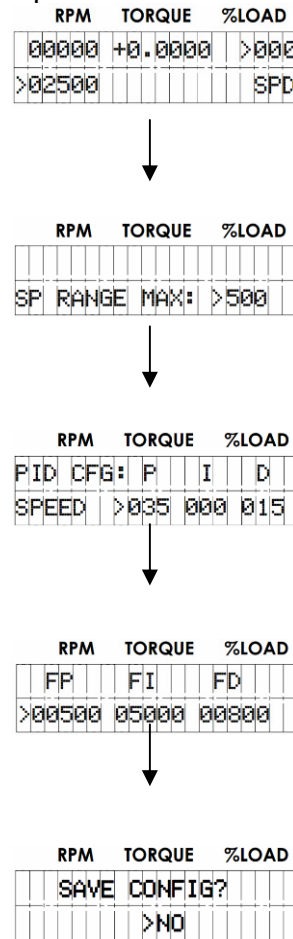 RPM TORQUE %LOAD
00000 +0.0000 >000
>02500 SPD
RPM TORQUE %LOAD
SP RANGE MAX: >500
RPM TORQUE %LOAD
PID CFG: P I D
SPEED >035 000 015
RPM TORQUE %LOAD
FP FI FD
>00500 05000 00800
RPM TORQUE %LOAD
SAVE CONFIG?
>NO